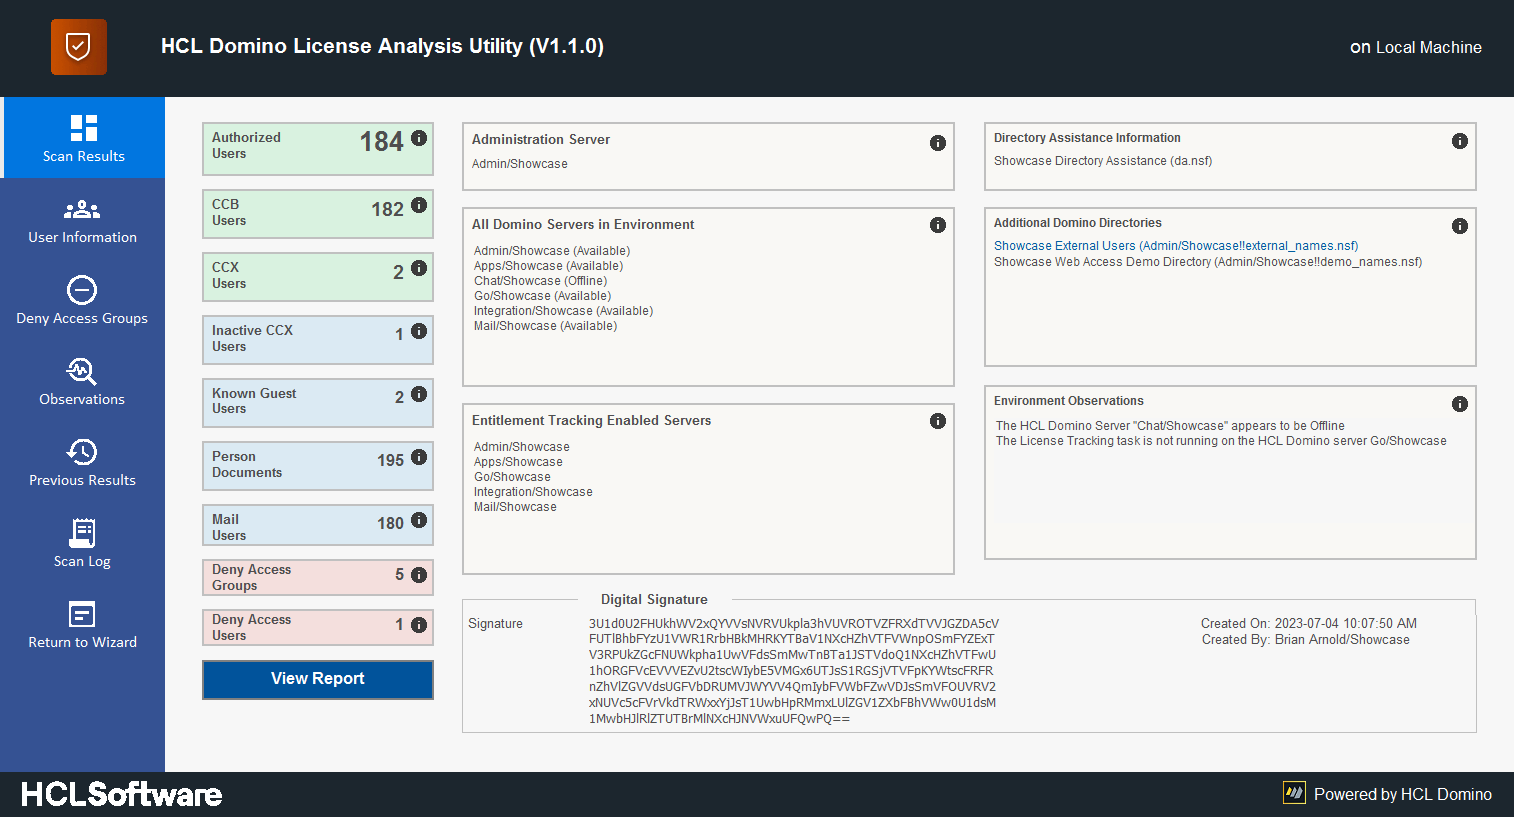 HCL Domino License Analysis Utility (V1.1.0)
on Local Machine
Scan Results
User Information
Deny Access Groups
Observations
Previous Results
Scan Log
Return to Wizard
Authorized
Users
184
CCB
Users
182
CCX
Users
2
Inactive CCX
Users
1
Known Guest
Users
2
Person
Documents
195
Mail
Users
180
Deny Access
Groups
5
Deny Access
Users
1
View Report
Administration Server
Admin/Showcase
All Domino Servers in Environment
Admin/Showcase (Available)
Apps/Showcase (Available)
Chat/Showcase (Offline)
Go/Showcase (Available)
Integration/Showcase (Available)
Mail/Showcase (Available)
Entitlement Tracking Enabled Servers
Admin/Showcase
Apps/Showcase
Go/Showcase
Integration/Showcase
Mail/Showcase
Directory Assistance Information
Showcase Directory Assistance (da.nsf)
Additional Domino Directories
Showcase External Users (Admin/Showcase!!external_names.nsf)
Showcase Web Access Demo Directory (Admin/Showcase!!demo_names.nsf)
Environment Observations
The HCL Domino Server "Chat/Showcase" appears to be Offline
The License Tracking task is not running on the HCL Domino server Go/Showcase
Digital Signature
Signature
3U1d0U2FHUkhWV2xQYVVsNVRVUkpla3hVUVROTVZFRXdTVVJGZDA5cV
FUTlBhbFYzU1VWR1RrbHBkMHRKYTBaV1NXcHZhVTFVWnpOSmFYZExT
V3RPUkZGcFNUWkpha1UwVFdsSmMwTnBTa1JSTVdoQ1NXcHZhVTFwU
1hORGFVcEVVVEZvU2tscWIybE5VMGx6UTJsS1RGSjVTVFpKYWtscFRFR
nZhVlZGVVdsUGFVbDRUMVJWYVV4QmIybFVWbFZwVDJsSmVFOUVRV2
xNUVc5cFVrVkdTRWxxYjJsT1UwbHpRMmxLUlZGV1ZXbFBhVWw0U1dsM
1MwbHJlRlZTUTBrMlNXcHJNVWxuUFQwPQ==
Created On: 2023-07-04 10:07:50 AM
Created By: Brian Arnold/Showcase
HCLSoftware
Powered by HCL Domino